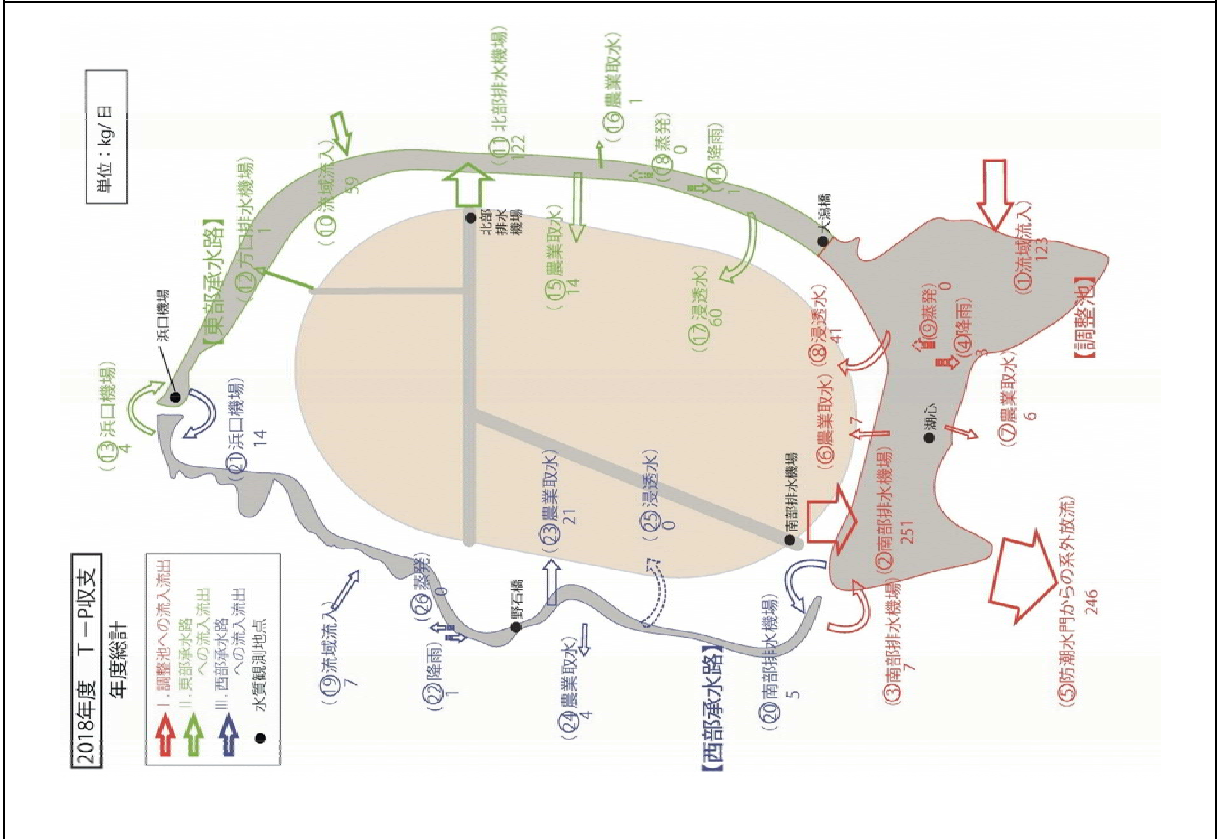 2018年度 T－P収支
年度総計
単位：kg/日
Ⅰ.調整池への流入流出
Ⅱ.東部承水路
への流入流出
Ⅲ.西部承水路
への流入流出
水質観測地点
(⑬浜口機場)
4
浜口機場
(㉑浜口機場)
14
【東部承水路】
(⑫方口排水機場)
1
(⑩流域流入)
59
(⑪北部排水機場)
122
北部
排水
機場
(⑯農業取水)
1
(⑮農業取水)
14
(⑱蒸発)
0
(⑭降雨)
1
(⑰浸透水)
60
大潟橋
(⑲流域流入)
7
(㉖蒸発)
0
(㉒降雨)
1
野石橋
(㉓農業取水)
21
(㉔農業取水)
4
(㉕浸透水)
0
【西部承水路】
(⑳南部排水機場)
5
南部排水機場
(③南部排水機場)
7
(②南部排水機場)
251
(⑥農業取水)
7
(⑧浸透水)
41
(⑨蒸発)
0
(④降雨)
3
湖心
(⑦農業取水)
6
(①流域流入)
123
【調整池】
(⑤防潮水門からの系外放流)
246